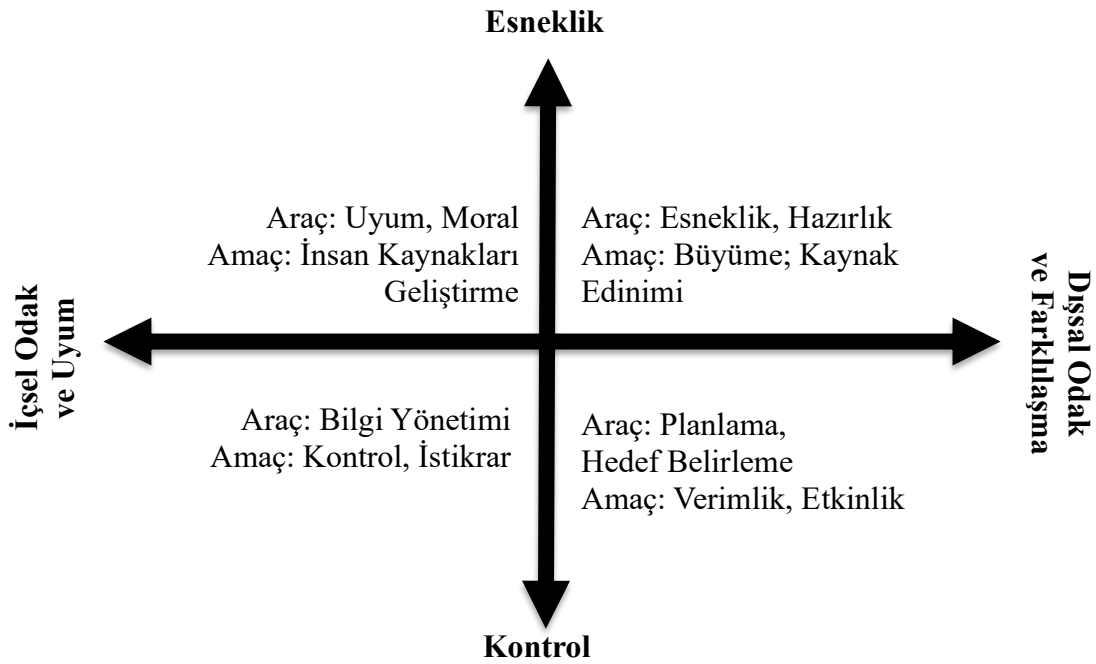 Esneklik
Araç: Uyum, Moral
Amaç: İnsan Kaynakları
Geliştirme
Araç: Esneklik, Hazırlık
Amaç: Büyüme; Kaynak
Edinimi
İçsel Odak
ve Uyum
Dışsal Odak
ve Farklılaşma
Araç: Bilgi Yönetimi
Amaç: Kontrol, İstikrar
Araç: Planlama,
Hedef Belirleme
Amaç: Verimlik, Etkinlik
Kontrol